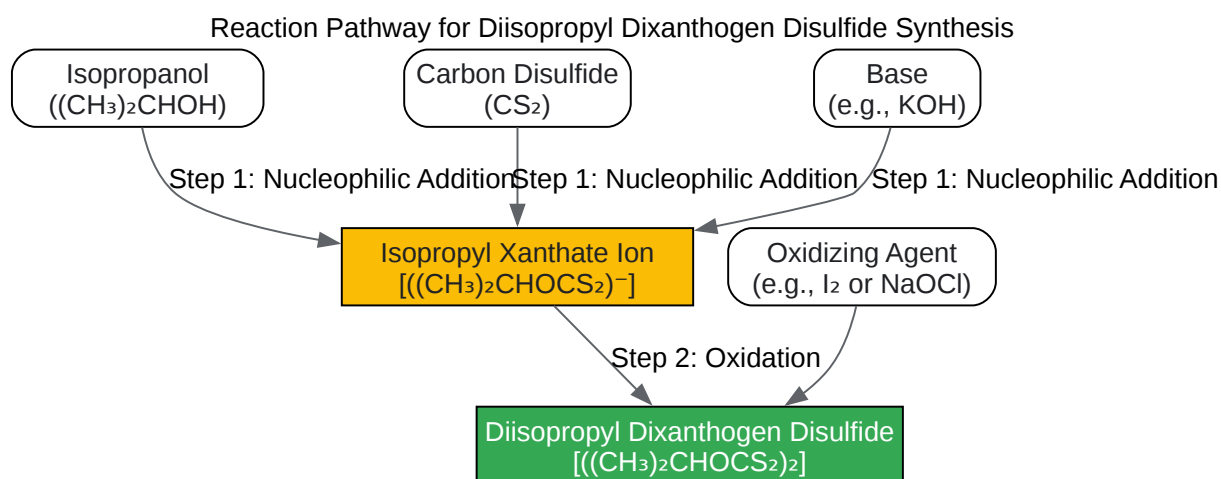 Reaction Pathway for Diisopropyl Dixanthogen Disulfide Synthesis
Isopropanol
((CH₃)₂CHOH)
Carbon Disulfide
(CS₂)
Base
(e.g., KOH)
Step 1: Nucleophilic Addition
Step 1: Nucleophilic Addition
Step 1: Nucleophilic Addition
Isopropyl Xanthate Ion
[((CH₃)₂CHOCS₂)⁻]
Oxidizing Agent
(e.g., I₂ or NaOCl)
Step 2: Oxidation
Diisopropyl Dixanthogen Disulfide
[((CH₃)₂CHOCS₂)₂]